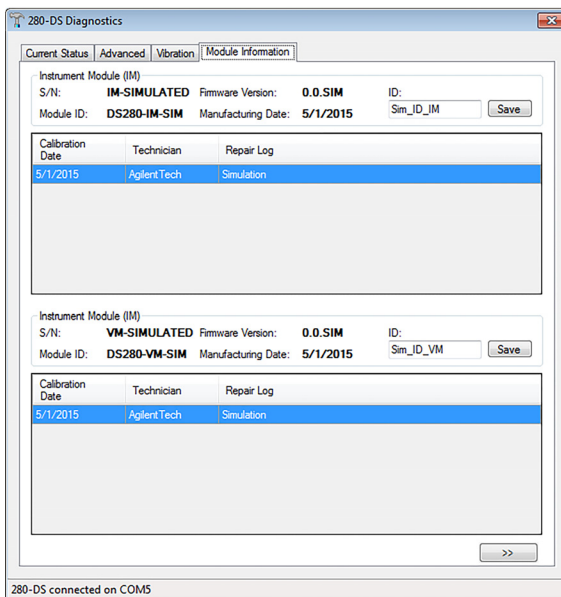 280-DS Diagnostics
Current Status Advanced Vibration Module Information
Instrument Module (IM)
S/N: IM-SIMULATED Firmware Version: 0.0.SIM ID:
Module ID: DS280-IM-SIM Manufacturing Date: 5/1/2015 Sim_ID_IM Save
Calibration Date Technician Repair Log
5/1/2015 AgilentTech Simulation
Instrument Module (IM)
S/N: VM-SIMULATED Firmware Version: 0.0.SIM ID:
Module ID: DS280-VM-SIM Manufacturing Date: 5/1/2015 Sim_ID_VM Save
Calibration Date Technician Repair Log
5/1/2015 AgilentTech Simulation
>>
280-DS connected on COM5